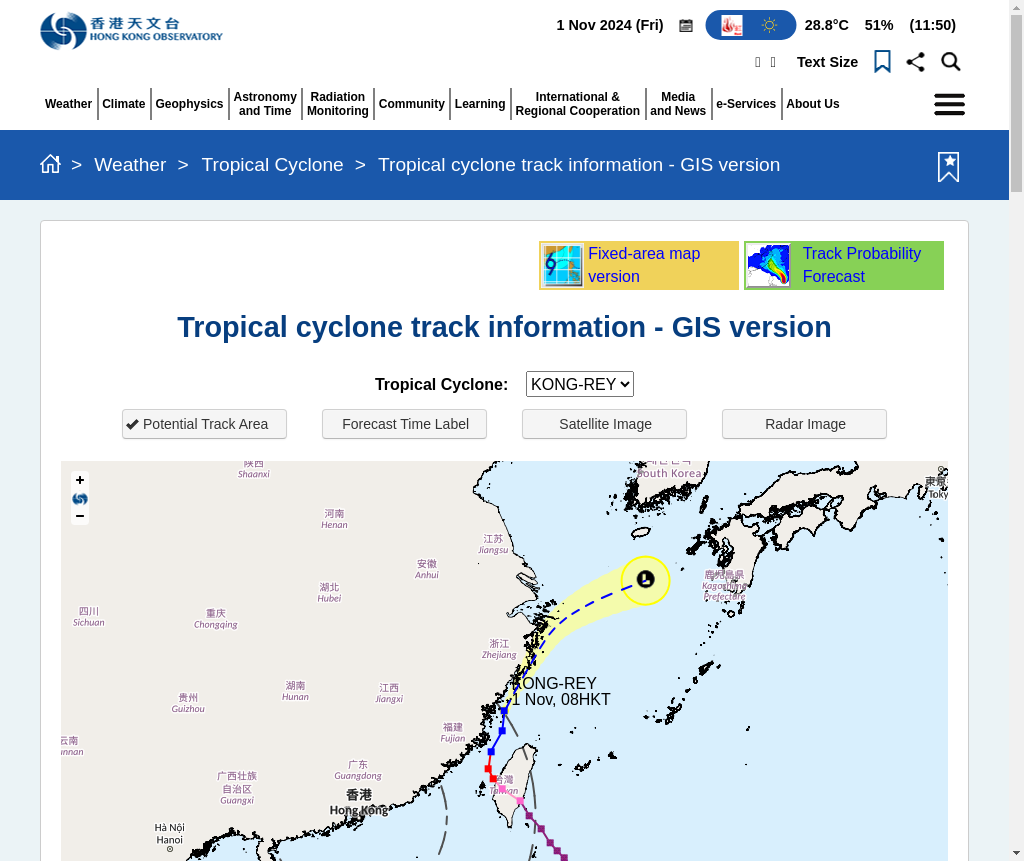 香港天文台
HONG KONG OBSERVATORY
1 Nov 2024 (Fri)
28.8°C 51% (11:50)
Text Size
Weather
Climate
Geophysics
Astronomy
and Time
Radiation
Monitoring
Community
Learning
International &
Regional Cooperation
Media
and News
e-Services
About Us
> Weather > Tropical Cyclone > Tropical cyclone track information - GIS version
Fixed-area map
version
Track Probability
Forecast
Tropical cyclone track information - GIS version
Tropical Cyclone: KONG-REY
Potential Track Area
Forecast Time Label
Satellite Image
Radar Image
+
−
陕西
Shaanxi
South Korea
東京
Toky
河南
Henan
江苏
Jiangsu
安徽
Anhui
L
鹿児島県
Kagoshima
Prefecture
湖北
Hubei
四川
Sichuan
重庆
Chongqing
浙江
Zhejiang
KONG-REY
1 Nov, 08HKT
湖南
Hunan
江西
Jiangxi
贵州
Guizhou
福建
Fujian
云南
unnan
广东
Guangdong
广西壮族
自治区
Guangxi
台灣
Taiwan
香港
Hong Kong
Hà Nội
Hanoi